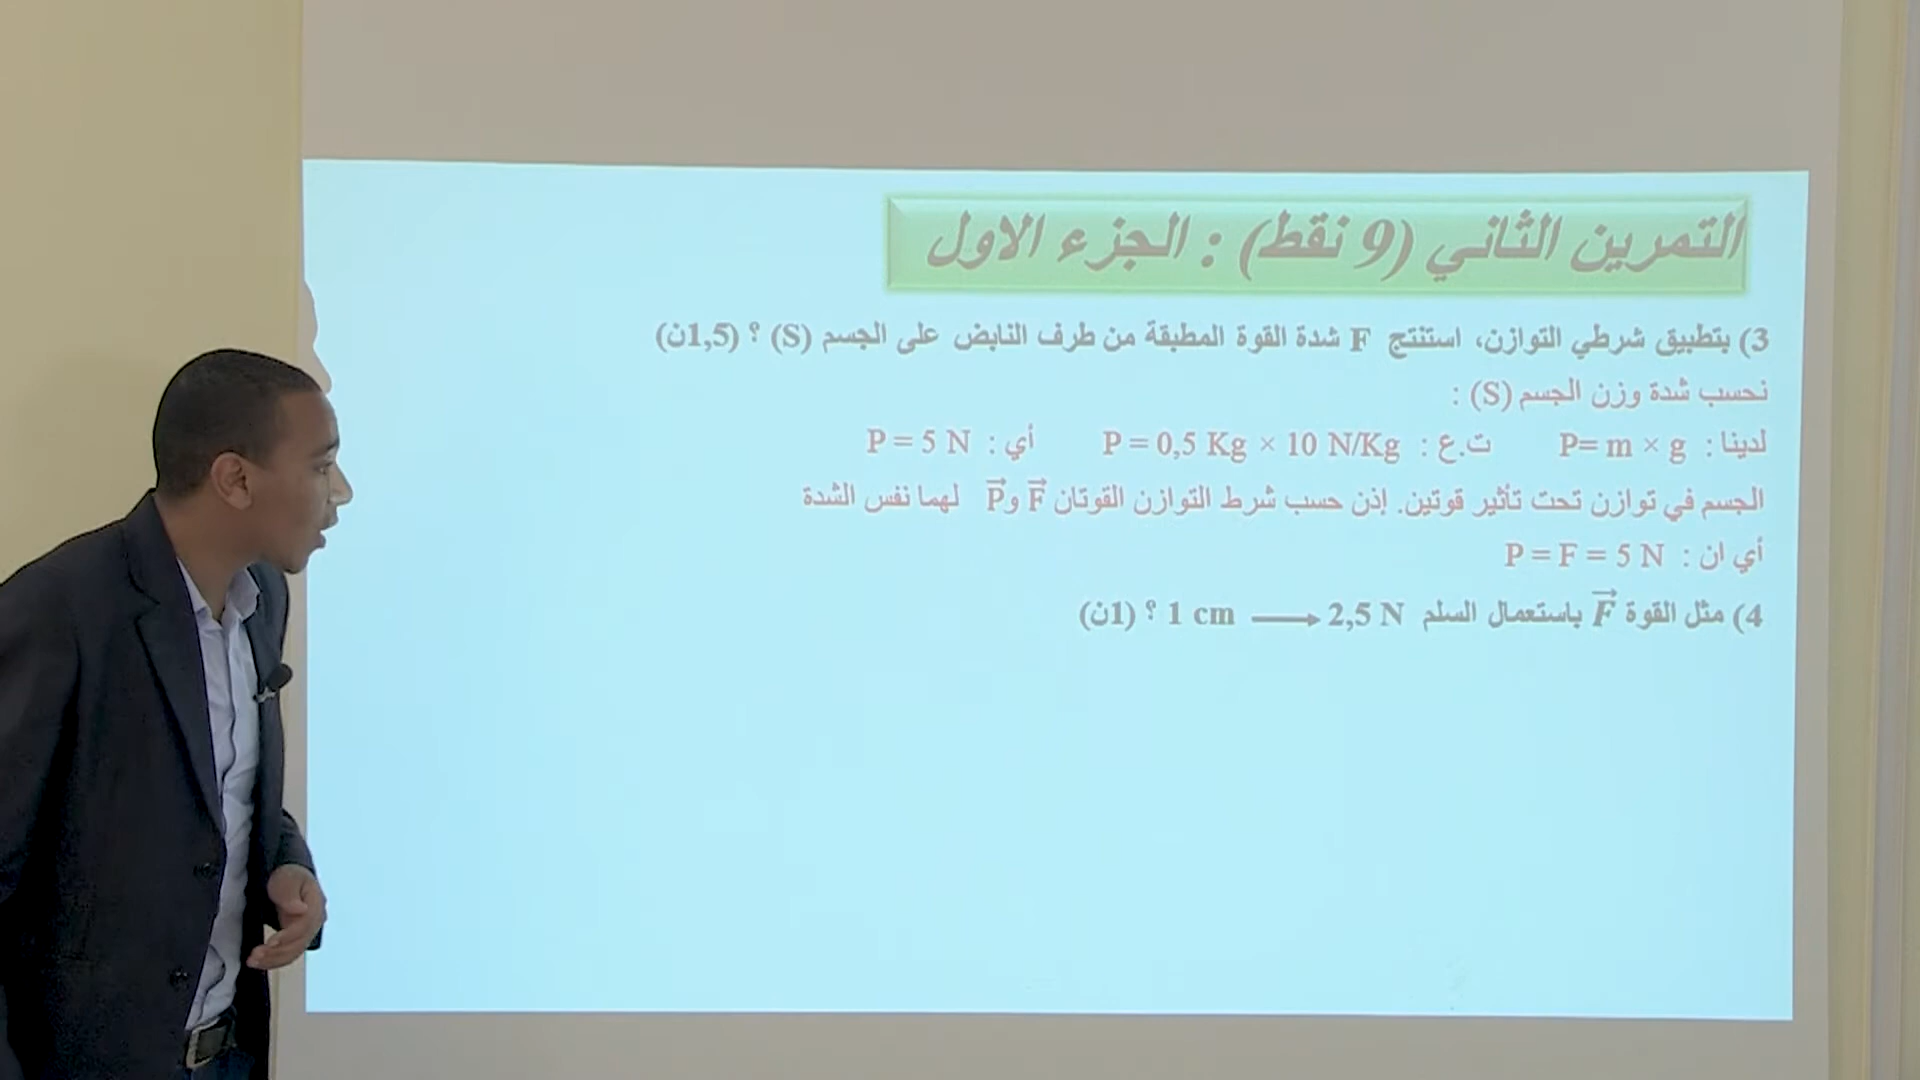 التمرين الثاني (9 نقط) : الجزء الاول
3) بتطبيق شرطي التوازن، استنتج F شدة القوة المطبقة من طرف النابض على الجسم (S) ؟ (1,5ن)
نحسب شدة وزن الجسم (S) :
لدينا : P= m × g ت.ع : P = 0,5 Kg × 10 N/Kg أي : P = 5 N
الجسم في توازن تحت تأثير قوتين. إذن حسب شرط التوازن القوتان F⃗ وP⃗ لهما نفس الشدة
أي ان : P = F = 5 N
4) مثل القوة F⃗ باستعمال السلم 1 cm ⟶ 2,5 N ؟ (1ن)